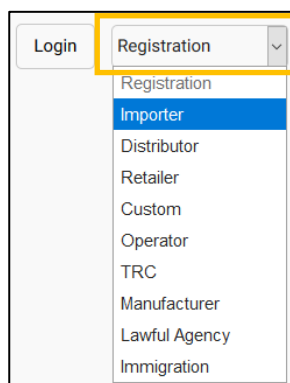 Login Registration
Registration
Importer
Distributor
Retailer
Custom
Operator
TRC
Manufacturer
Lawful Agency
Immigration